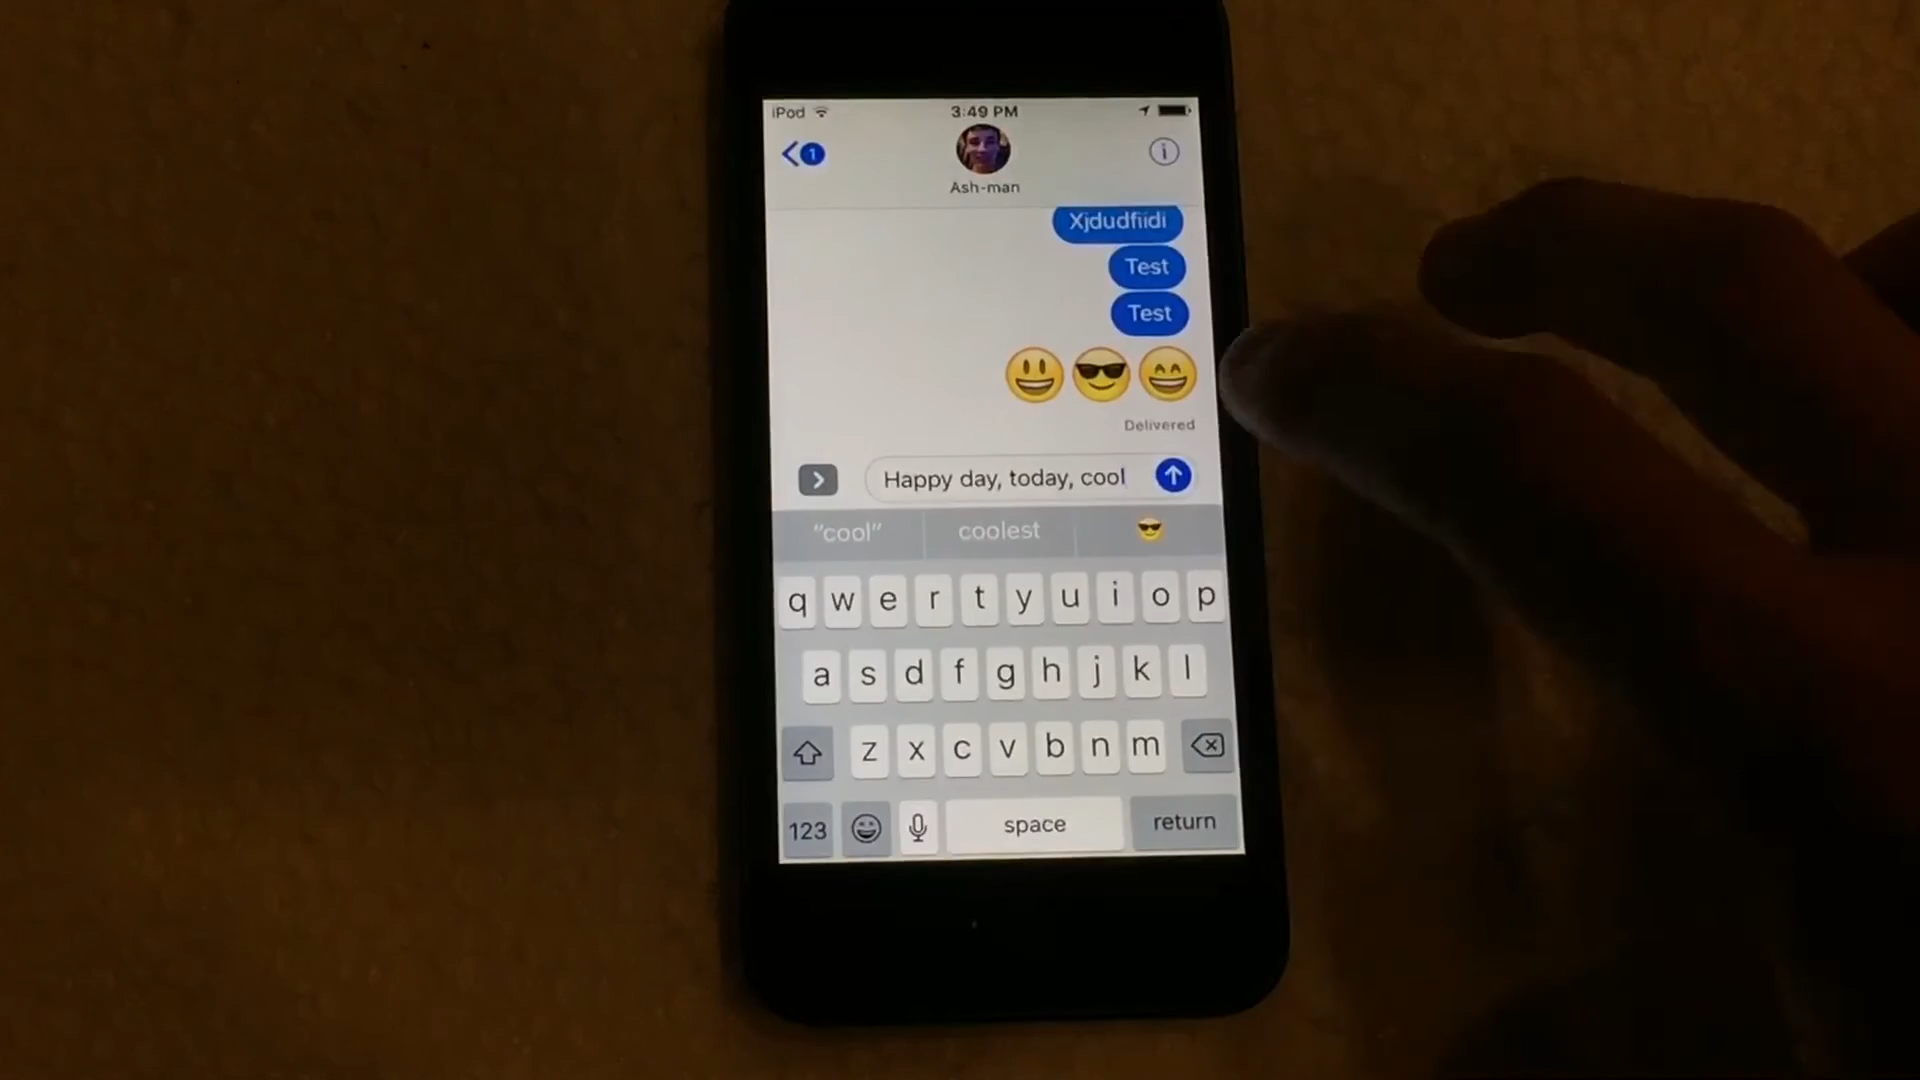 iPod 3:49 PM
1
Ash-man
Xjdudfiidi
Test
Test
😃😎😄
Delivered
Happy day, today, cool
"cool" coolest 😎
q w e r t y u i o p
a s d f g h j k l
z x c v b n m
123 space return